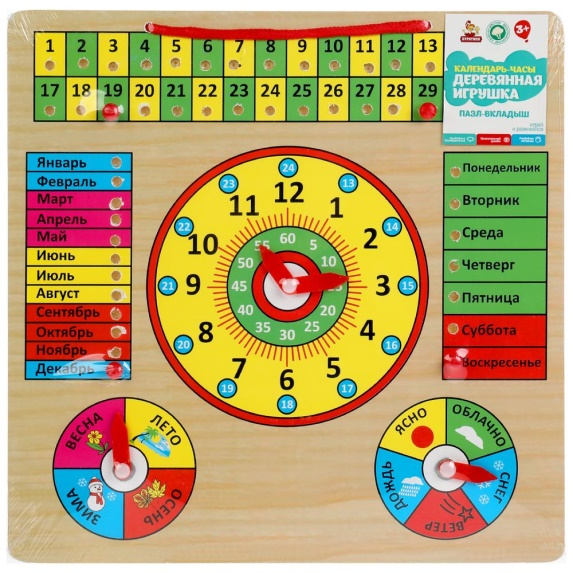 1 2 3 4 5 6 7 8 9 10 11 12 13
17 18 19 20 21 22 23 24 25 26 27 28 29
3+
КАЛЕНДАРЬ-ЧАСЫ
ДЕРЕВЯННАЯ
ИГРУШКА
ПАЗЛ-ВКЛАДЫШ
Январь
Февраль
Март
Апрель
Май
Июнь
Июль
Август
Сентябрь
Октябрь
Ноябрь
Декабрь
24
23 13
12
11 1
22 14
10 2
60
55 5
50 10
21 9 45 3 15
40
35 25
30
8 4
20 16
7 5
6
19 17
18
Понедельник
Вторник
Среда
Четверг
Пятница
Суббота
Воскресенье
ВЕСНА ЛЕТО
ЗИМА ОСЕНЬ
ЯСНО ОБЛАЧНО
ДОЖДЬ СНЕГ
ВЕТЕР